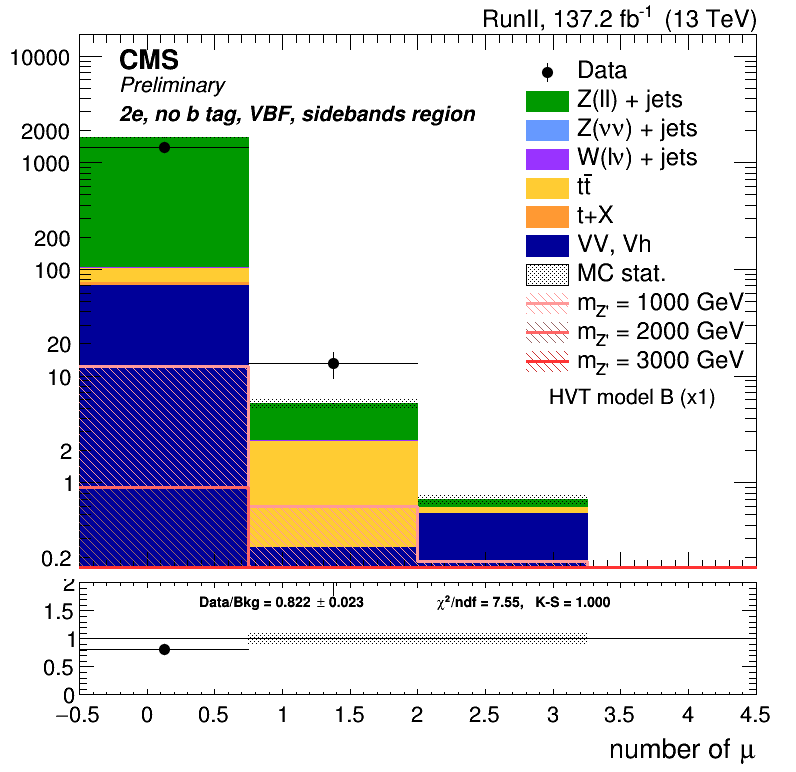 RunII, 137.2 fb⁻¹ (13 TeV)
CMS
Preliminary
2e, no b tag, VBF, sidebands region
Data
Z(ll) + jets
Z(νν) + jets
W(lν) + jets
tt̄
t+X
VV, Vh
MC stat.
m_Z' = 1000 GeV
m_Z' = 2000 GeV
m_Z' = 3000 GeV
HVT model B (x1)
10000
2000
1000
200
100
20
10
2
1
0.2
2
1.5
1
0.5
0
Data/Bkg = 0.822 ± 0.023 χ²/ndf = 7.55, K-S = 1.000
−0.5 0 0.5 1 1.5 2 2.5 3 3.5 4 4.5
number of μ